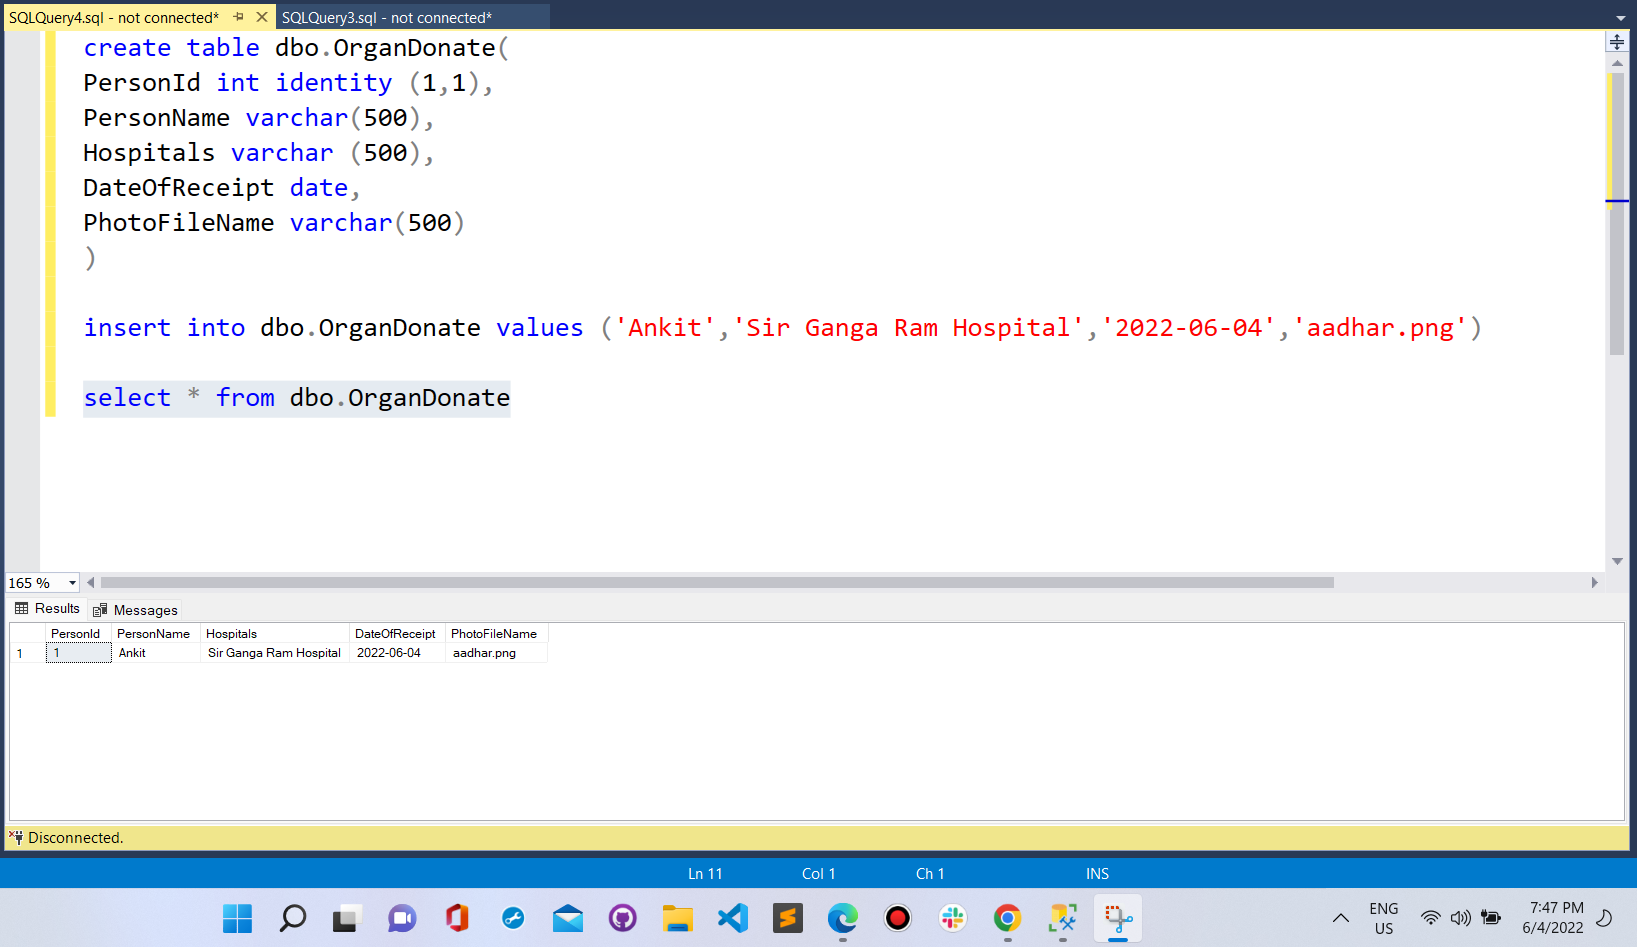 SQLQuery4.sql - not connected* SQLQuery3.sql - not connected*
create table dbo.OrganDonate(
PersonId int identity (1,1),
PersonName varchar(500),
Hospitals varchar (500),
DateOfReceipt date,
PhotoFileName varchar(500)
)
insert into dbo.OrganDonate values ('Ankit','Sir Ganga Ram Hospital','2022-06-04','aadhar.png')
select * from dbo.OrganDonate
165 %
Results Messages
PersonId PersonName Hospitals DateOfReceipt PhotoFileName
1 1 Ankit Sir Ganga Ram Hospital 2022-06-04 aadhar.png
Disconnected.
Ln 11 Col 1 Ch 1 INS
ENG 7:47 PM
US 6/4/2022